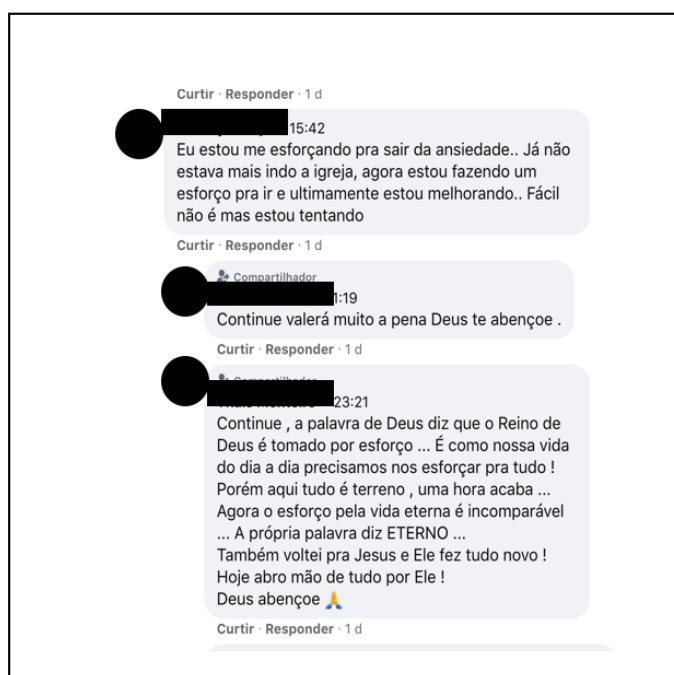 Curtir · Responder · 1 d
15:42
Eu estou me esforçando pra sair da ansiedade.. Já não
estava mais indo a igreja, agora estou fazendo um
esforço pra ir e ultimamente estou melhorando.. Fácil
não é mas estou tentando
Curtir · Responder · 1 d
Compartilhador
1:19
Continue valerá muito a pena Deus te abençoe .
Curtir · Responder · 1 d
23:21
Continue , a palavra de Deus diz que o Reino de
Deus é tomado por esforço ... É como nossa vida
do dia a dia precisamos nos esforçar pra tudo !
Porém aqui tudo é terreno , uma hora acaba ...
Agora o esforço pela vida eterna é incomparável
... A própria palavra diz ETERNO ...
Também voltei pra Jesus e Ele fez tudo novo !
Hoje abro mão de tudo por Ele !
Deus abençoe 🙏
Curtir · Responder · 1 d